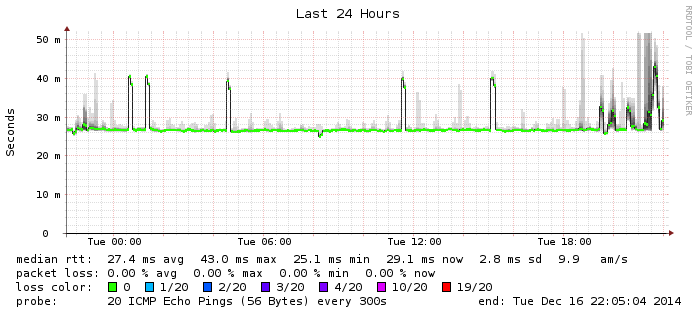 Last 24 Hours
RRDTOOL / TOBI OETIKER
Seconds
50 m
40 m
30 m
20 m
10 m
0
Tue 00:00 Tue 06:00 Tue 12:00 Tue 18:00
median rtt: 27.4 ms avg 43.0 ms max 25.1 ms min 29.1 ms now 2.8 ms sd 9.9 am/s
packet loss: 0.00 % avg 0.00 % max 0.00 % min 0.00 % now
loss color: 0 1/20 2/20 3/20 4/20 10/20 19/20
probe: 20 ICMP Echo Pings (56 Bytes) every 300s end: Tue Dec 16 22:05:04 2014